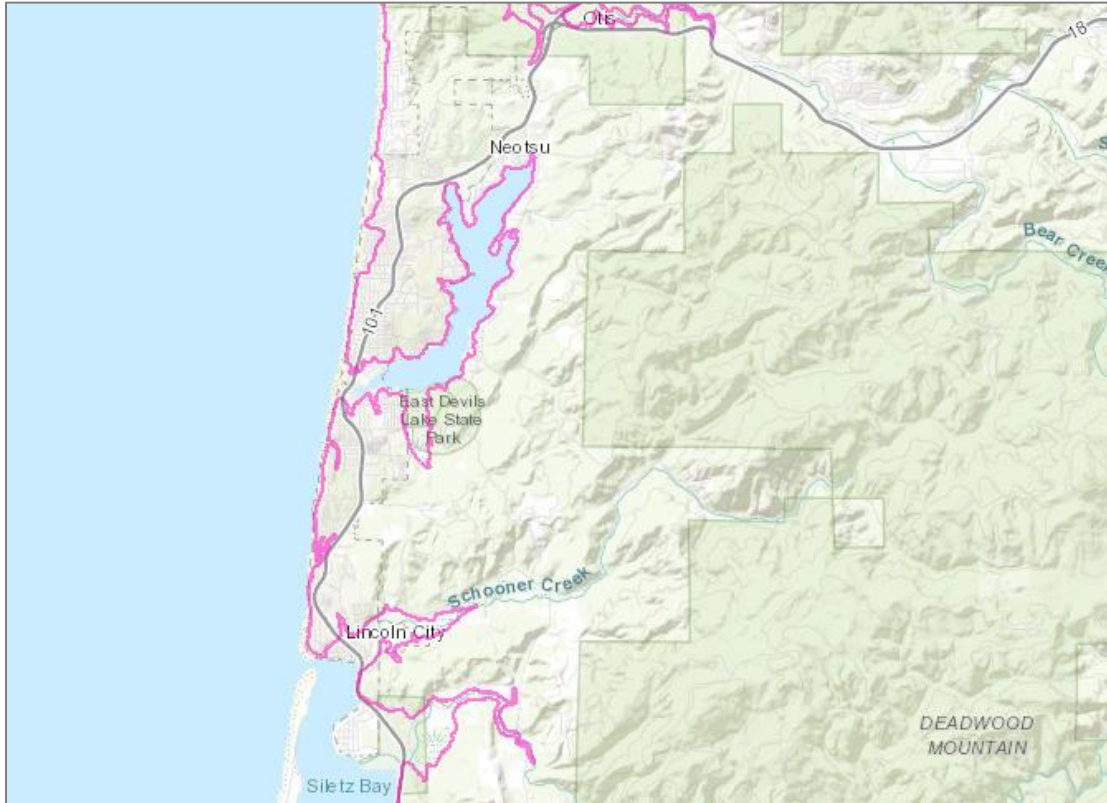 Otis
18
Neotsu
Bear Creek
101
East Devils
Lake State
Park
Schooner Creek
Lincoln City
DEADWOOD
MOUNTAIN
Siletz Bay